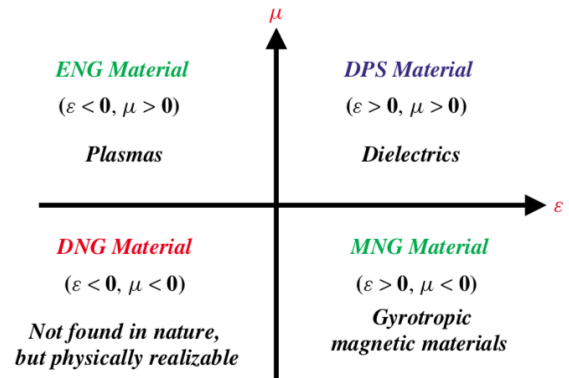 μ
ENG Material
(ε < 0, μ > 0)
Plasmas
DPS Material
(ε > 0, μ > 0)
Dielectrics
ε
DNG Material
(ε < 0, μ < 0)
Not found in nature,
but physically realizable
MNG Material
(ε > 0, μ < 0)
Gyrotropic
magnetic materials